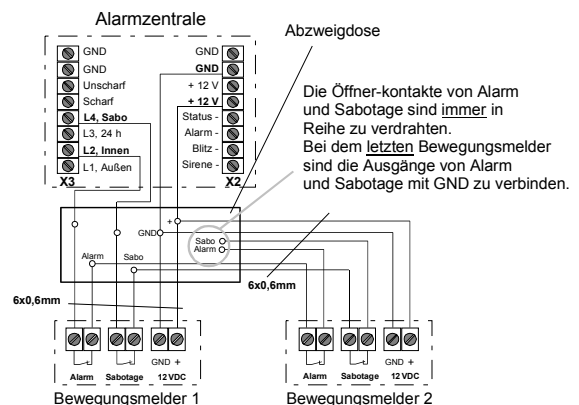 Alarmzentrale
Abzweigdose
GND
GND
Unscharf
Scharf
L4, Sabo
L3, 24 h
L2, Innen
L1, Außen
X3
GND
GND
+ 12 V
+ 12 V
Status -
Alarm -
Blitz -
Sirene -
X2
Die Öffner-kontakte von Alarm
und Sabotage sind immer in
Reihe zu verdrahten.
Bei dem letzten Bewegungsmelder
sind die Ausgänge von Alarm
und Sabotage mit GND zu verbinden.
+
GND
Sabo
Alarm
Alarm
Sabo
6x0,6mm
6x0,6mm
GND +
Alarm Sabotage 12 VDC
Bewegungsmelder 1
GND +
Alarm Sabotage 12 VDC
Bewegungsmelder 2